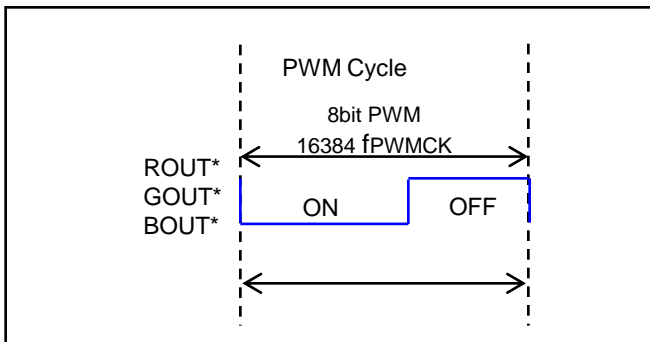 PWM Cycle
8bit PWM
16384 fPWMCK
ROUT*
GOUT*
BOUT*
ON
OFF